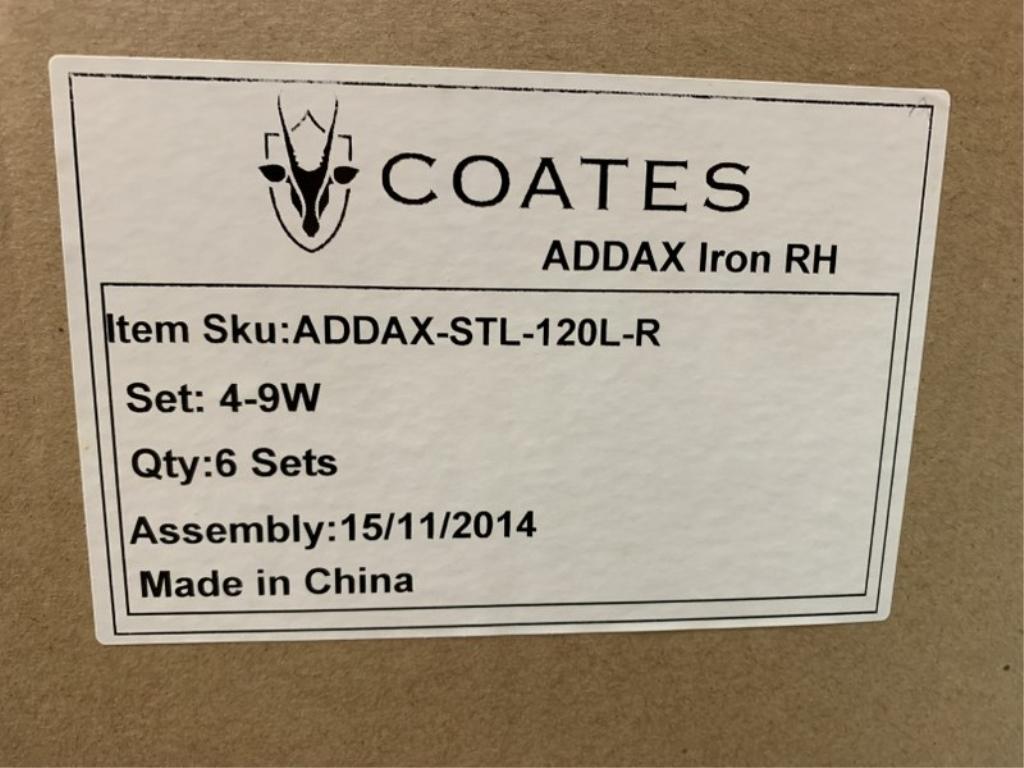 COATES
ADDAX Iron RH
Item Sku:ADDAX-STL-120L-R
Set: 4-9W
Qty:6 Sets
Assembly:15/11/2014
Made in China